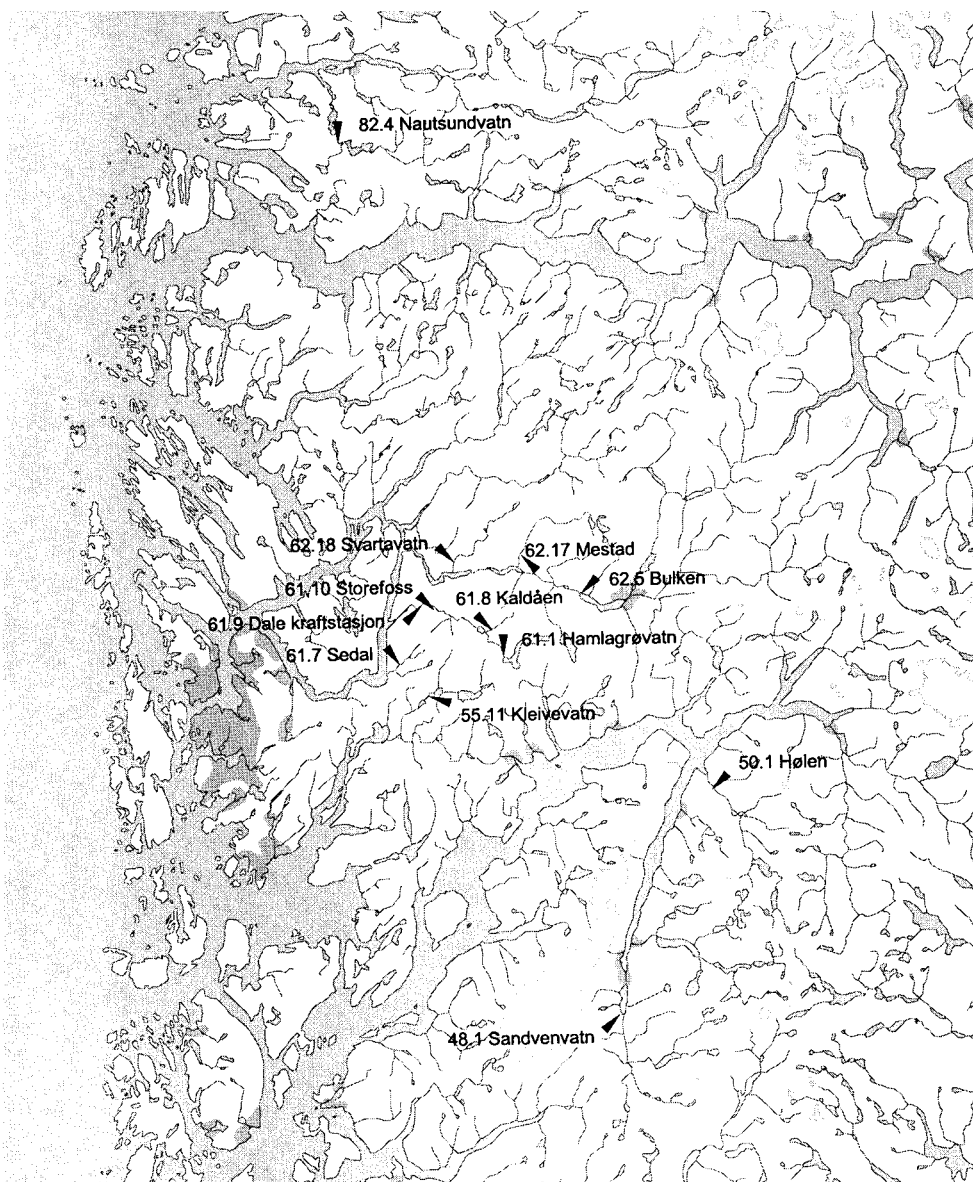 82.4 Nautsundvatn
62.18 Svartavatn
62.17 Mestad
62.5 Bulken
61.10 Storefoss
61.8 Kaldåen
61.9 Dale kraftstasjon
61.1 Hamlagrøvatn
61.7 Sedal
55.11 Kleivevatn
50.1 Hølen
48.1 Sandvenvatn